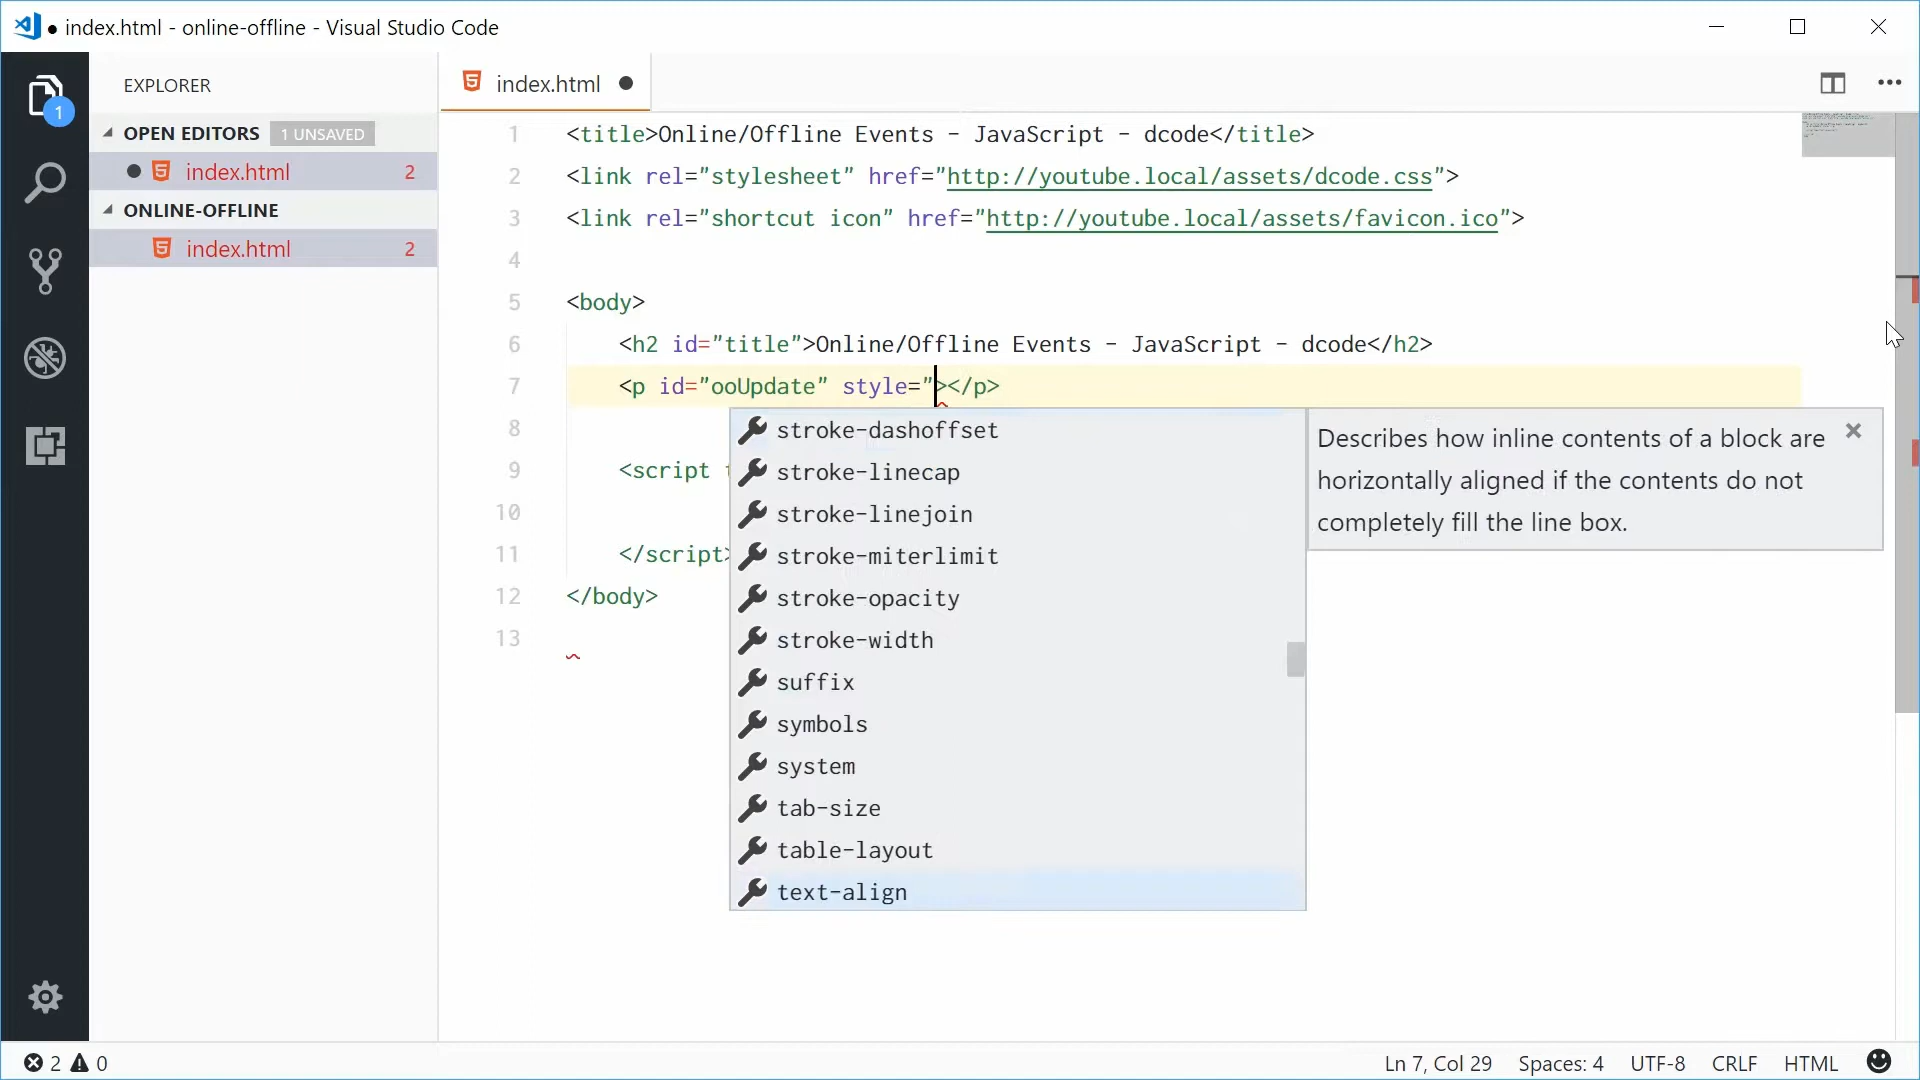 ● index.html - online-offline - Visual Studio Code
EXPLORER
1
OPEN EDITORS 1 UNSAVED
● index.html 2
ONLINE-OFFLINE
index.html 2
index.html ●
1 <title>Online/Offline Events - JavaScript - dcode</title>
2 <link rel="stylesheet" href="http://youtube.local/assets/dcode.css">
3 <link rel="shortcut icon" href="http://youtube.local/assets/favicon.ico">
4
5 <body>
6 <h2 id="title">Online/Offline Events - JavaScript - dcode</h2>
7 <p id="ooUpdate" style="></p>
8
9 <script
10
11 </script>
12 </body>
13
stroke-dashoffset
stroke-linecap
stroke-linejoin
stroke-miterlimit
stroke-opacity
stroke-width
suffix
symbols
system
tab-size
table-layout
text-align
Describes how inline contents of a block are
horizontally aligned if the contents do not
completely fill the line box.
2 0
Ln 7, Col 29 Spaces: 4 UTF-8 CRLF HTML